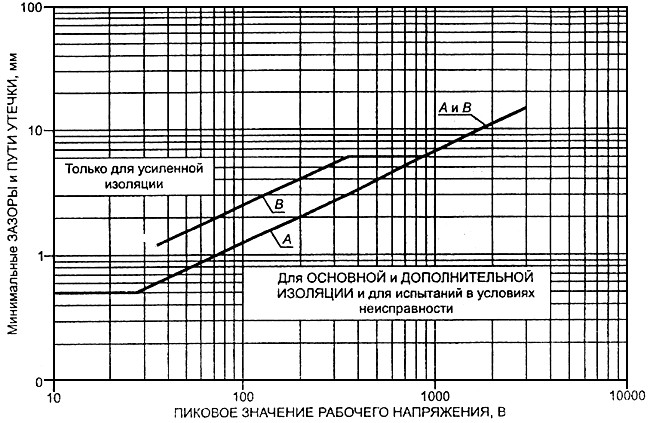 100
10
1
0
Минимальные ЗАЗОРЫ и ПУТИ УТЕЧКИ, мм
Только для усиленной
изоляции
А и В
В
А
Для ОСНОВНОЙ и ДОПОЛНИТЕЛЬНОЙ
ИЗОЛЯЦИИ и для испытаний в условиях
неисправности
10
100
1000
10000
ПИКОВОЕ ЗНАЧЕНИЕ РАБОЧЕГО НАПРЯЖЕНИЯ, В